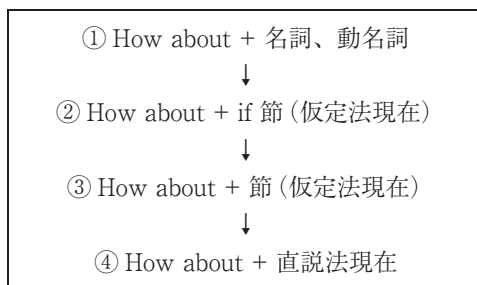 ① How about + 名詞、動名詞
↓
② How about + if 節（仮定法現在）
↓
③ How about + 節（仮定法現在）
↓
④ How about + 直説法現在